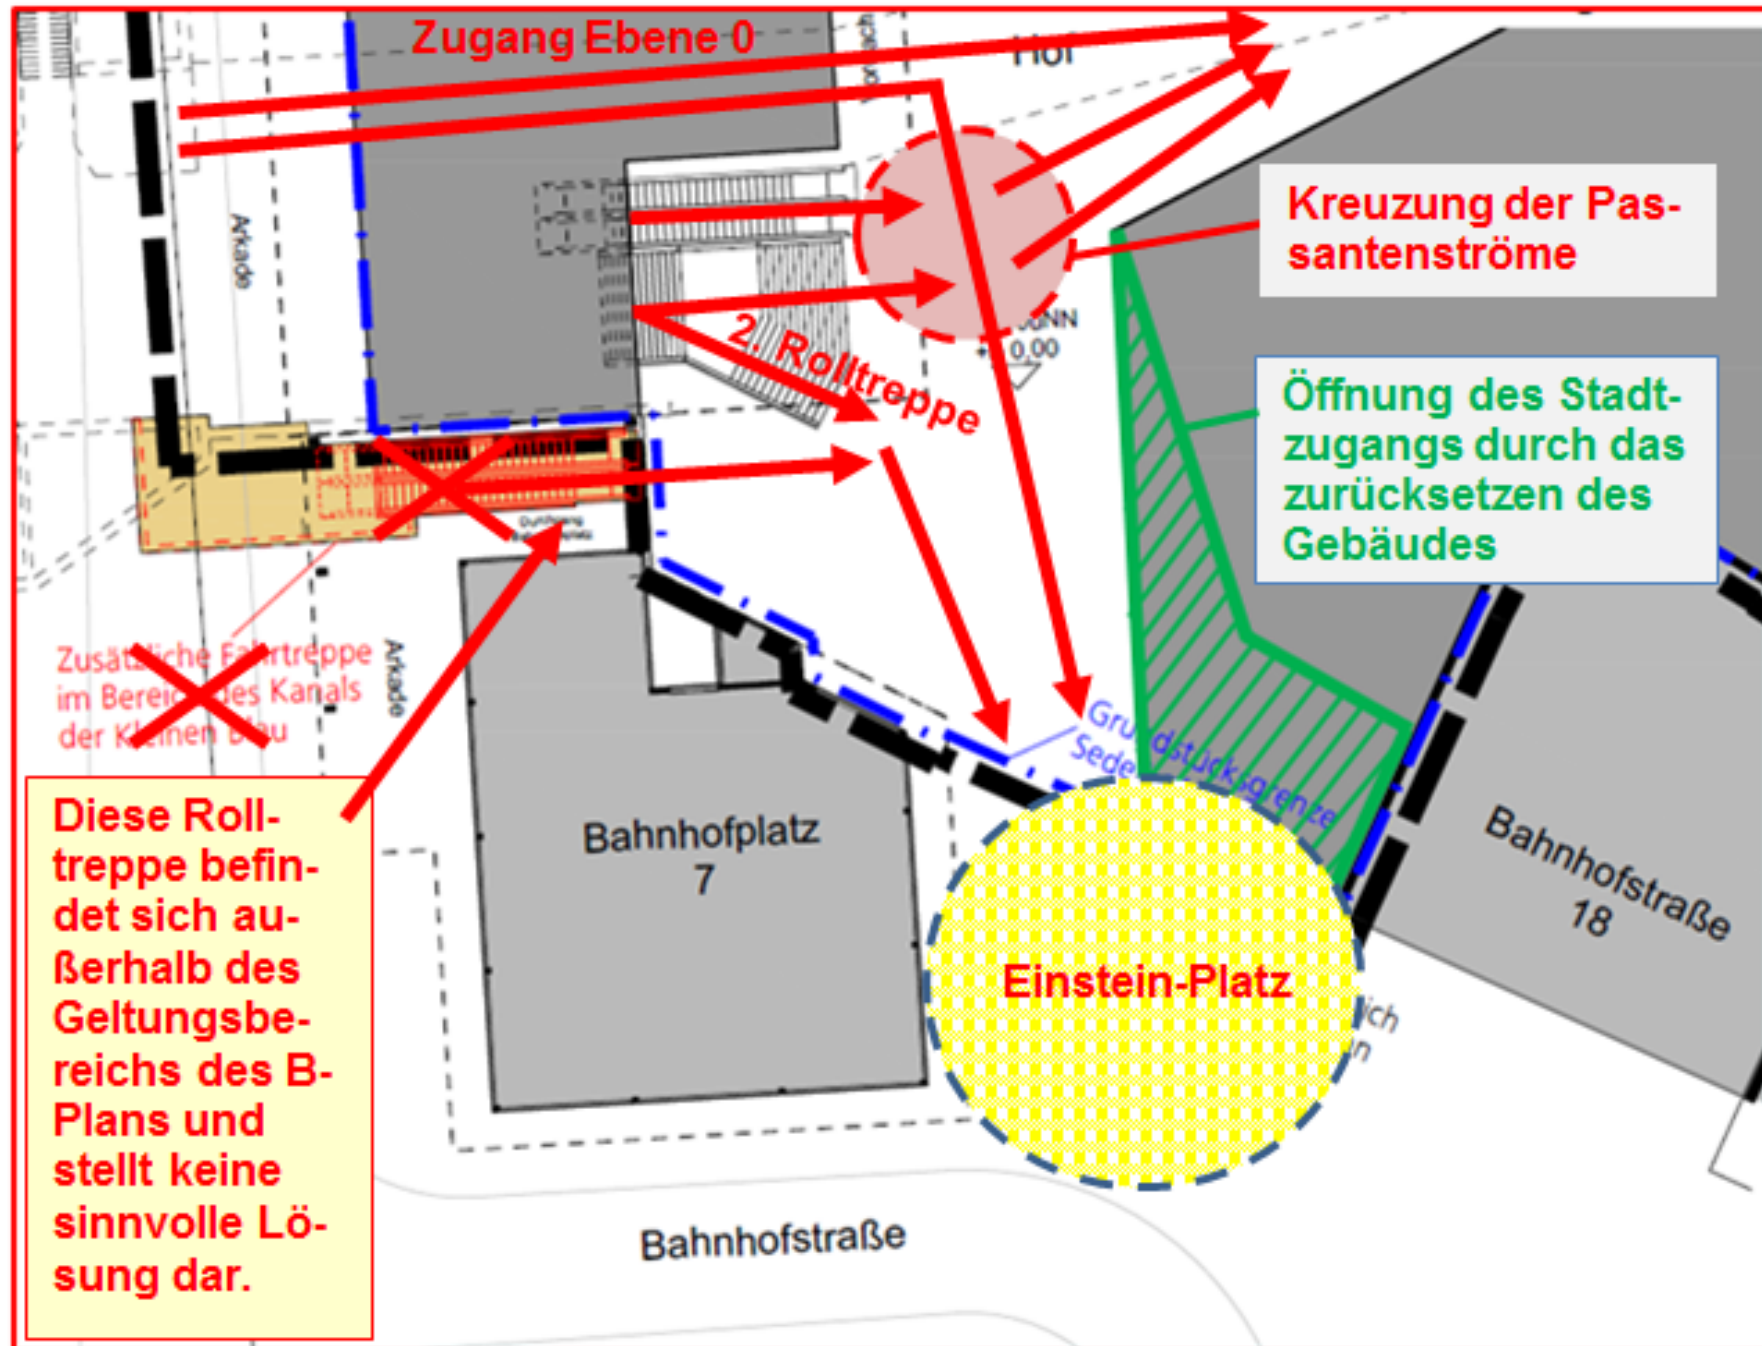 Zugang Ebene 0
Hof
Arkade
Kreuzung der Pas-
santenströme
2. Rolltreppe
NN
+ 0,00
Öffnung des Stadt-
zugangs durch das
zurücksetzen des
Gebäudes
Zusätzliche Fahrtreppe
im Bereich des Kanals
der Kleinen Blau
Arkade
Grundstücksgrenze
Sede
Diese Roll-
treppe befin-
det sich au-
ßerhalb des
Geltungsbe-
reichs des B-
Plans und
stellt keine
sinnvolle Lö-
sung dar.
Bahnhofplatz
7
Bahnhofstraße
18
Einstein-Platz
ich
n
Bahnhofstraße